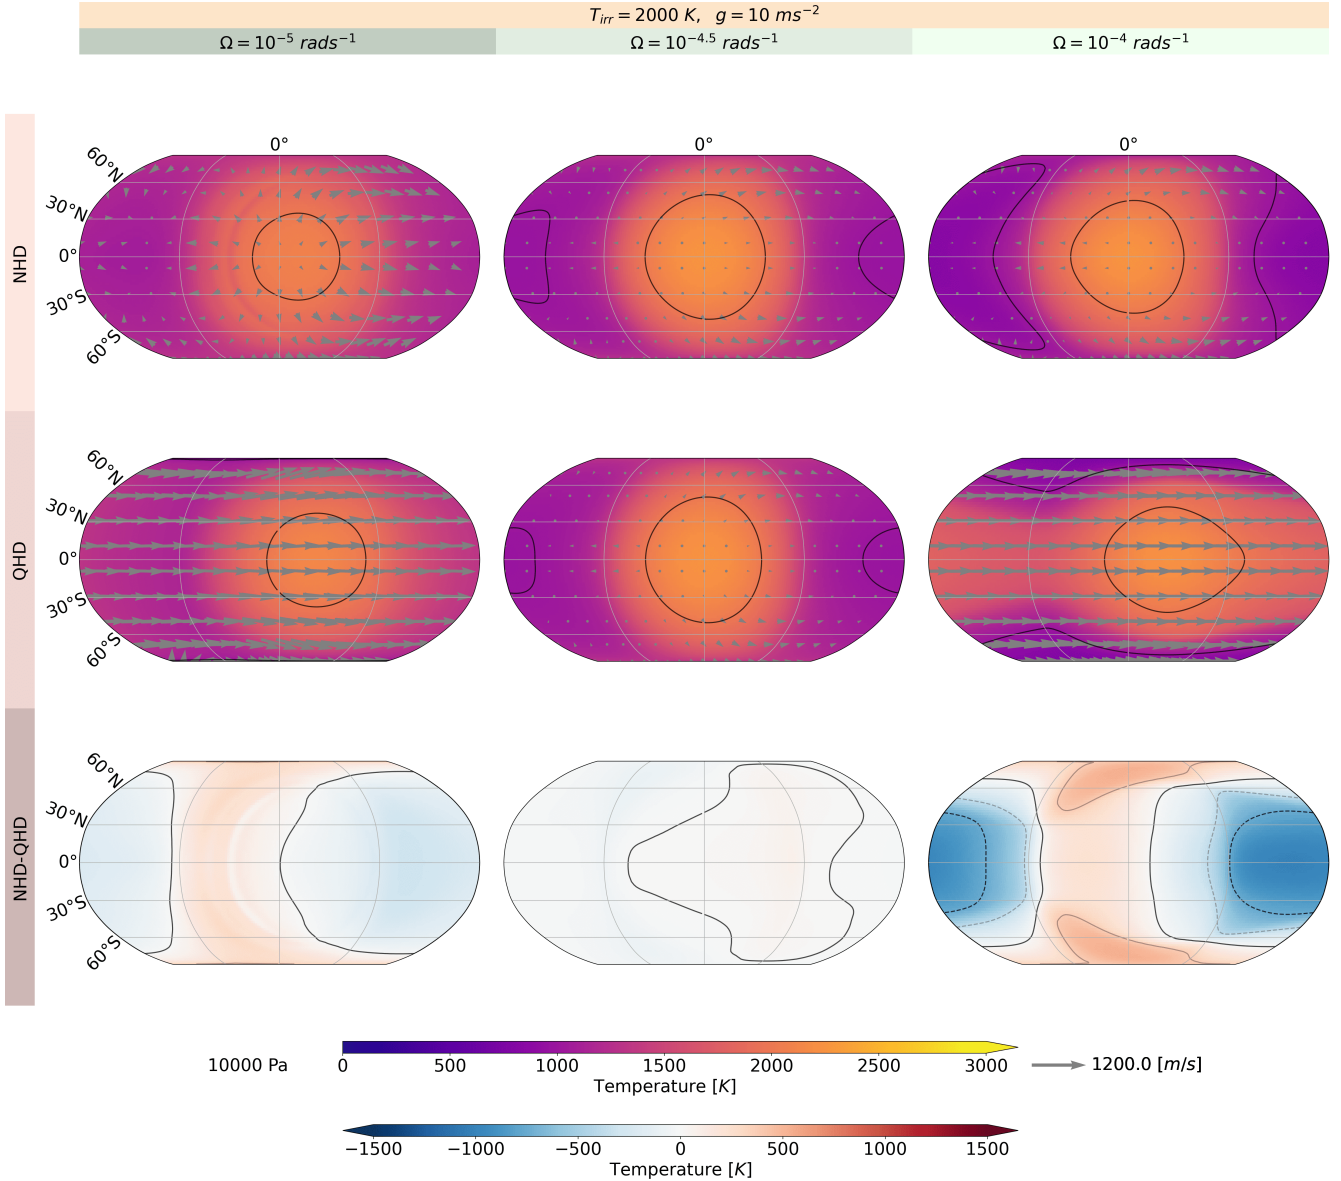 T_irr = 2000 K, g = 10 ms⁻²
Ω = 10⁻⁵ rads⁻¹ Ω = 10⁻⁴·⁵ rads⁻¹ Ω = 10⁻⁴ rads⁻¹
0° 0° 0°
NHD
60°N
30°N
0°
30°S
60°S
QHD
60°N
30°N
0°
30°S
60°S
NHD-QHD
60°N
30°N
0°
30°S
60°S
10000 Pa
0 500 1000 1500 2000 2500 3000
Temperature [K]
1200.0 [m/s]
−1500 −1000 −500 0 500 1000 1500
Temperature [K]